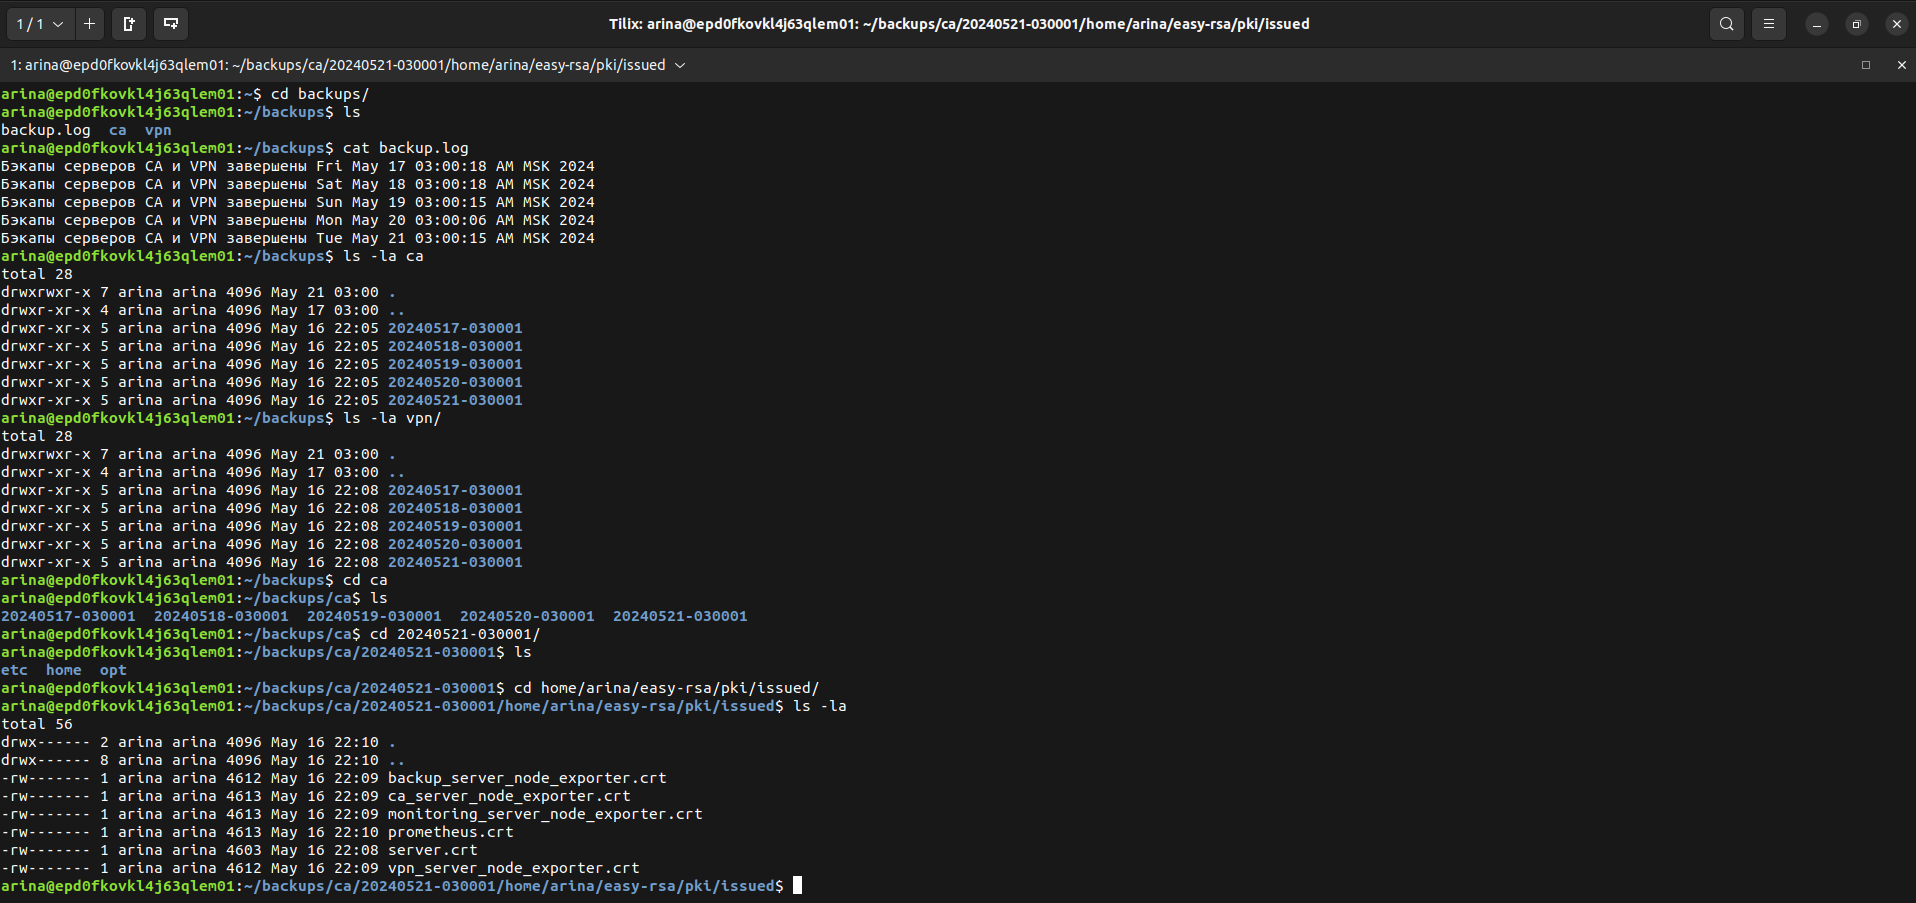 1 / 1
Tilix: arina@epd0fkovkl4j63qlem01: ~/backups/ca/20240521-030001/home/arina/easy-rsa/pki/issued
1: arina@epd0fkovkl4j63qlem01: ~/backups/ca/20240521-030001/home/arina/easy-rsa/pki/issued
arina@epd0fkovkl4j63qlem01:~$ cd backups/
arina@epd0fkovkl4j63qlem01:~/backups$ ls
backup.log  ca  vpn
arina@epd0fkovkl4j63qlem01:~/backups$ cat backup.log
Бэкапы серверов CA и VPN завершены Fri May 17 03:00:18 AM MSK 2024
Бэкапы серверов CA и VPN завершены Sat May 18 03:00:18 AM MSK 2024
Бэкапы серверов CA и VPN завершены Sun May 19 03:00:15 AM MSK 2024
Бэкапы серверов CA и VPN завершены Mon May 20 03:00:06 AM MSK 2024
Бэкапы серверов CA и VPN завершены Tue May 21 03:00:15 AM MSK 2024
arina@epd0fkovkl4j63qlem01:~/backups$ ls -la ca
total 28
drwxrwxr-x 7 arina arina 4096 May 21 03:00 .
drwxr-xr-x 4 arina arina 4096 May 17 03:00 ..
drwxr-xr-x 5 arina arina 4096 May 16 22:05 20240517-030001
drwxr-xr-x 5 arina arina 4096 May 16 22:05 20240518-030001
drwxr-xr-x 5 arina arina 4096 May 16 22:05 20240519-030001
drwxr-xr-x 5 arina arina 4096 May 16 22:05 20240520-030001
drwxr-xr-x 5 arina arina 4096 May 16 22:05 20240521-030001
arina@epd0fkovkl4j63qlem01:~/backups$ ls -la vpn/
total 28
drwxrwxr-x 7 arina arina 4096 May 21 03:00 .
drwxr-xr-x 4 arina arina 4096 May 17 03:00 ..
drwxr-xr-x 5 arina arina 4096 May 16 22:08 20240517-030001
drwxr-xr-x 5 arina arina 4096 May 16 22:08 20240518-030001
drwxr-xr-x 5 arina arina 4096 May 16 22:08 20240519-030001
drwxr-xr-x 5 arina arina 4096 May 16 22:08 20240520-030001
drwxr-xr-x 5 arina arina 4096 May 16 22:08 20240521-030001
arina@epd0fkovkl4j63qlem01:~/backups$ cd ca
arina@epd0fkovkl4j63qlem01:~/backups/ca$ ls
20240517-030001  20240518-030001  20240519-030001  20240520-030001  20240521-030001
arina@epd0fkovkl4j63qlem01:~/backups/ca$ cd 20240521-030001/
arina@epd0fkovkl4j63qlem01:~/backups/ca/20240521-030001$ ls
etc  home  opt
arina@epd0fkovkl4j63qlem01:~/backups/ca/20240521-030001$ cd home/arina/easy-rsa/pki/issued/
arina@epd0fkovkl4j63qlem01:~/backups/ca/20240521-030001/home/arina/easy-rsa/pki/issued$ ls -la
total 56
drwx------ 2 arina arina 4096 May 16 22:10 .
drwx------ 8 arina arina 4096 May 16 22:10 ..
-rw------- 1 arina arina 4612 May 16 22:09 backup_server_node_exporter.crt
-rw------- 1 arina arina 4613 May 16 22:09 ca_server_node_exporter.crt
-rw------- 1 arina arina 4613 May 16 22:09 monitoring_server_node_exporter.crt
-rw------- 1 arina arina 4613 May 16 22:10 prometheus.crt
-rw------- 1 arina arina 4603 May 16 22:08 server.crt
-rw------- 1 arina arina 4612 May 16 22:09 vpn_server_node_exporter.crt
arina@epd0fkovkl4j63qlem01:~/backups/ca/20240521-030001/home/arina/easy-rsa/pki/issued$